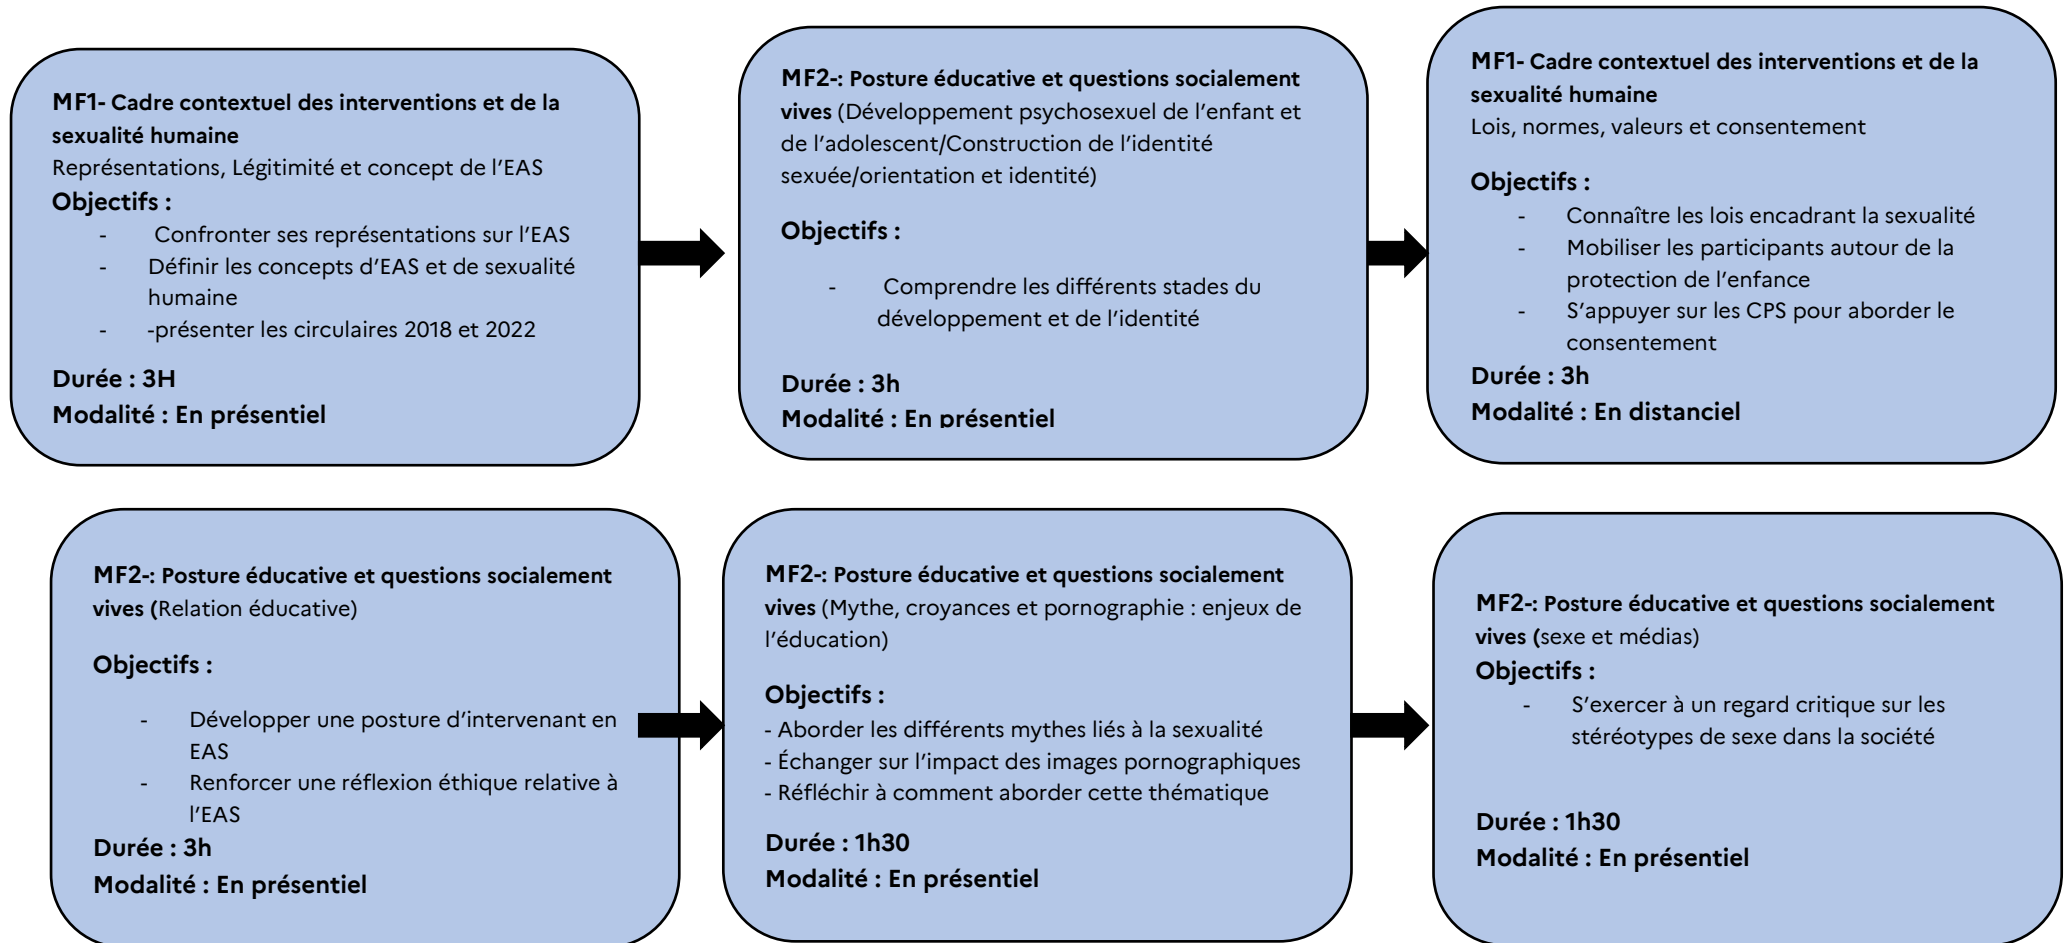 MF1- Cadre contextuel des interventions et de la
sexualité humaine
Représentations, Légitimité et concept de l’EAS
Objectifs :
- Confronter ses représentations sur l’EAS
- Définir les concepts d’EAS et de sexualité
humaine
- -présenter les circulaires 2018 et 2022
Durée : 3H
Modalité : En présentiel
MF2-: Posture éducative et questions socialement
vives (Développement psychosexuel de l’enfant et
de l’adolescent/Construction de l’identité
sexuée/orientation et identité)
Objectifs :
- Comprendre les différents stades du
développement et de l’identité
Durée : 3h
Modalité : En présentiel
MF1- Cadre contextuel des interventions et de la
sexualité humaine
Lois, normes, valeurs et consentement
Objectifs :
- Connaître les lois encadrant la sexualité
- Mobiliser les participants autour de la
protection de l’enfance
- S’appuyer sur les CPS pour aborder le
consentement
Durée : 3h
Modalité : En distanciel
MF2-: Posture éducative et questions socialement
vives (Relation éducative)
Objectifs :
- Développer une posture d’intervenant en
EAS
- Renforcer une réflexion éthique relative à
l’EAS
Durée : 3h
Modalité : En présentiel
MF2-: Posture éducative et questions socialement
vives (Mythe, croyances et pornographie : enjeux de
l’éducation)
Objectifs :
- Aborder les différents mythes liés à la sexualité
- Échanger sur l’impact des images pornographiques
- Réfléchir à comment aborder cette thématique
Durée : 1h30
Modalité : En présentiel
MF2-: Posture éducative et questions socialement
vives (sexe et médias)
Objectifs :
- S’exercer à un regard critique sur les
stéréotypes de sexe dans la société
Durée : 1h30
Modalité : En présentiel